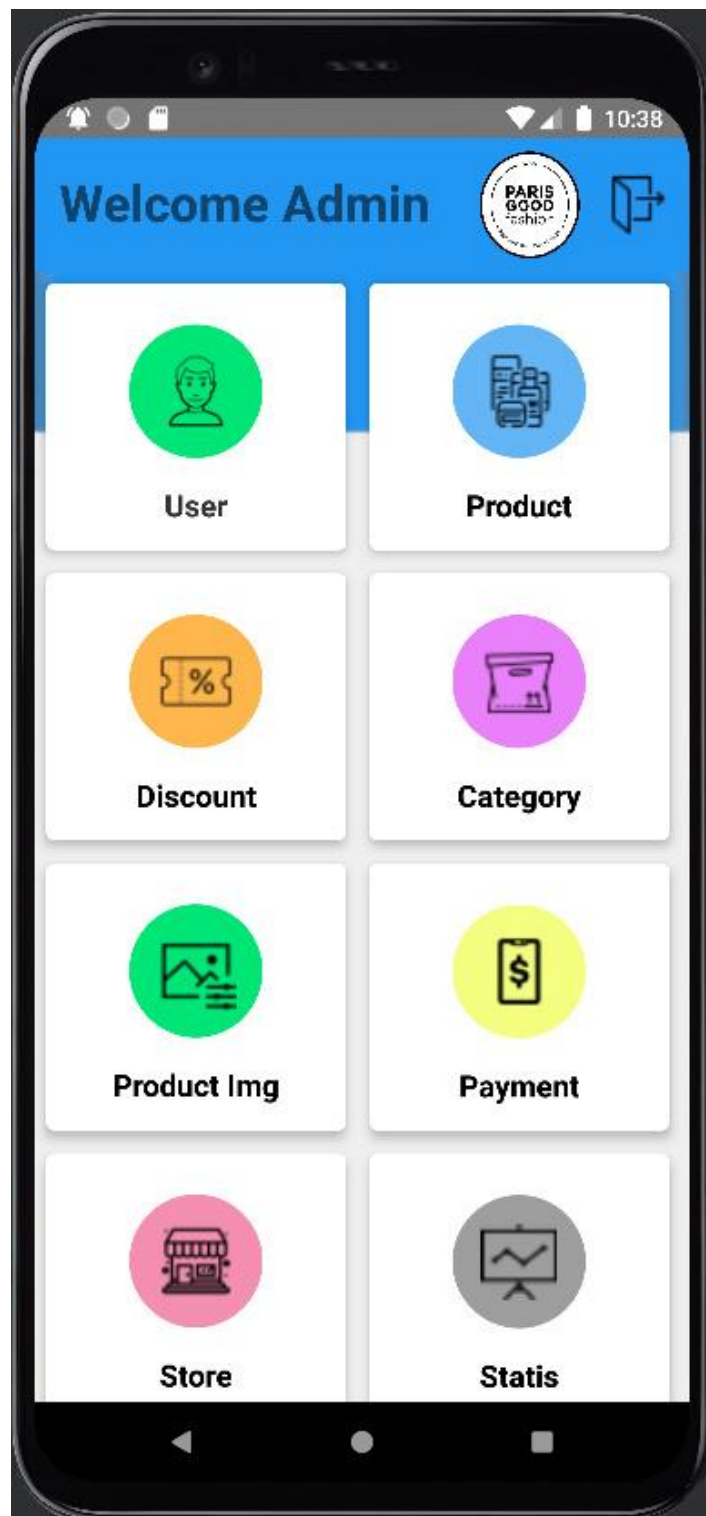 10:38
Welcome Admin
PARIS
GOOD
fashion
User
Product
%
Discount
Category
Product Img
$
Payment
Store
Statis